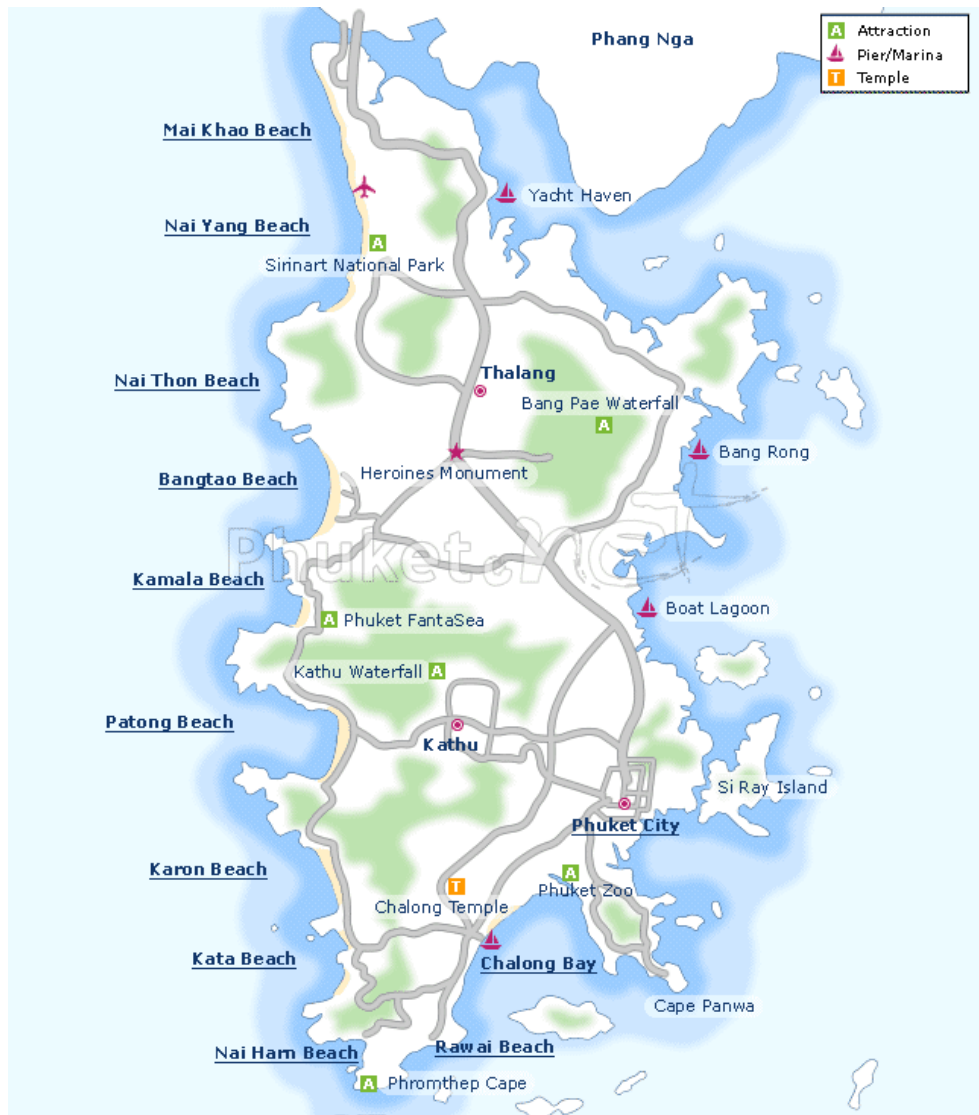 Phang Nga
A Attraction
Pier/Marina
T Temple
Mai Khao Beach
Yacht Haven
Nai Yang Beach
A
Sirinart National Park
Thalang
Nai Thon Beach
Bang Pae Waterfall
A
Bang Rong
Heroines Monument
Bangtao Beach
Phuket
Kamala Beach
Boat Lagoon
A Phuket FantaSea
Kathu Waterfall A
Patong Beach
Kathu
Si Ray Island
Phuket City
Karon Beach
A
Phuket Zoo
T
Chalong Temple
Kata Beach
Chalong Bay
Cape Panwa
Nai Harn Beach
Rawai Beach
A Phromthep Cape